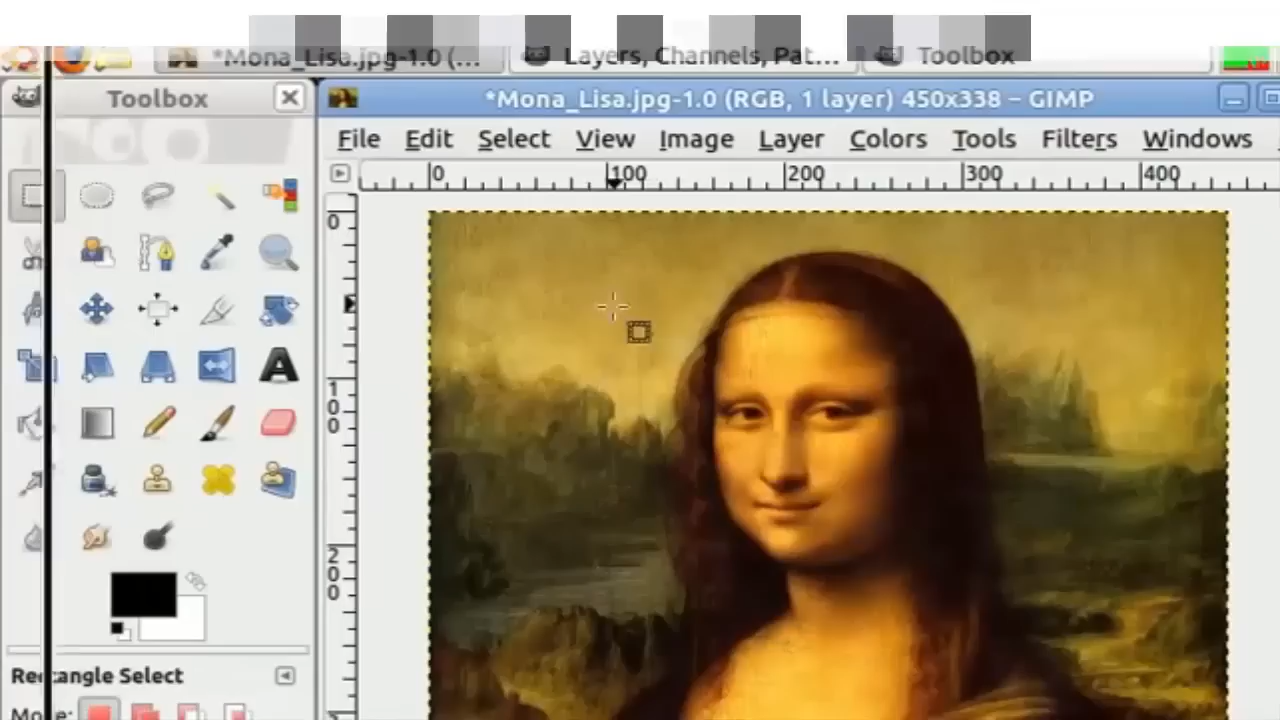 *Mona_Lisa.jpg-1.0 (...
Layers, Channels, Pat...
Toolbox
Toolbox
*Mona_Lisa.jpg-1.0 (RGB, 1 layer) 450x338 – GIMP
File Edit Select View Image Layer Colors Tools Filters Windows
0 100 200 300 400
0
100
200
A
Rectangle Select
Mode: